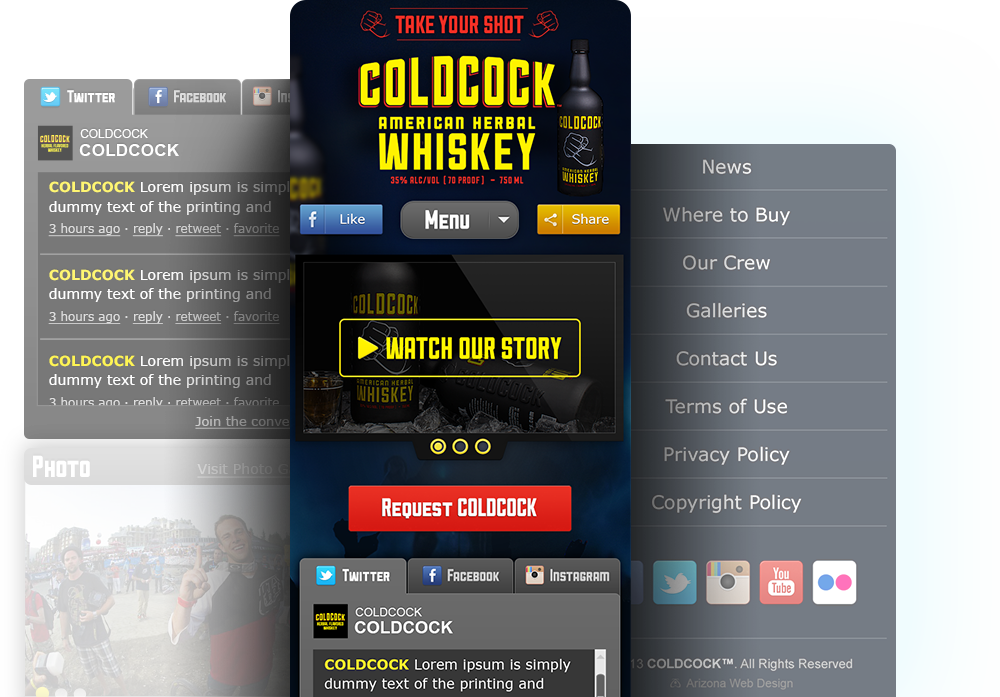 TAKE YOUR SHOT
COLDCOCK™
AMERICAN HERBAL
WHISKEY
35% ALC/VOL [70 PROOF] – 750 ML
COLDCOCK
AMERICAN HERBAL
WHISKEY
Like
Menu
Share
COLDCOCK
WATCH OUR STORY
AMERICAN HERBAL
WHISKEY
Request COLDCOCK
Twitter
Facebook
Instagram
COLDCOCK
COLDCOCK
COLDCOCK Lorem ipsum is simply
dummy text of the printing and
Twitter
Facebook
COLDCOCK
COLDCOCK
COLDCOCK Lorem ipsum is simpl
dummy text of the printing and
3 hours ago · reply · retweet · favorite
COLDCOCK Lorem ipsum is simpl
dummy text of the printing and
3 hours ago · reply · retweet · favorite
COLDCOCK Lorem ipsum is simpl
dummy text of the printing and
3 hours ago · reply · retweet · favorite
Join the conve
Photo
Visit Photo G
News
Where to Buy
Our Crew
Galleries
Contact Us
Terms of Use
Privacy Policy
Copyright Policy
You
Tube
13 COLDCOCK™. All Rights Reserved
Arizona Web Design